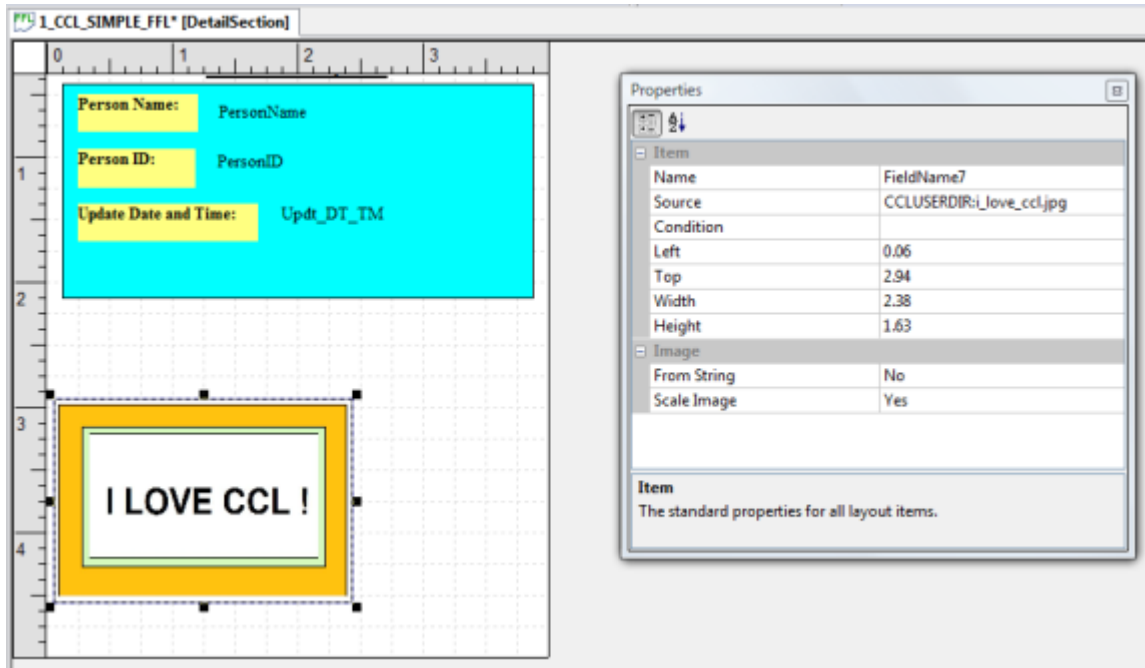 1_CCL_SIMPLE_FFL* [DetailSection]
0 1 2 3
Person Name: PersonName
1
Person ID: PersonID
Update Date and Time: Updt_DT_TM
2
3
I LOVE CCL !
4
Properties
Item
Name FieldName7
Source CCLUSERDIR:i_love_ccl.jpg
Condition
Left 0.06
Top 2.94
Width 2.38
Height 1.63
Image
From String No
Scale Image Yes
Item
The standard properties for all layout items.